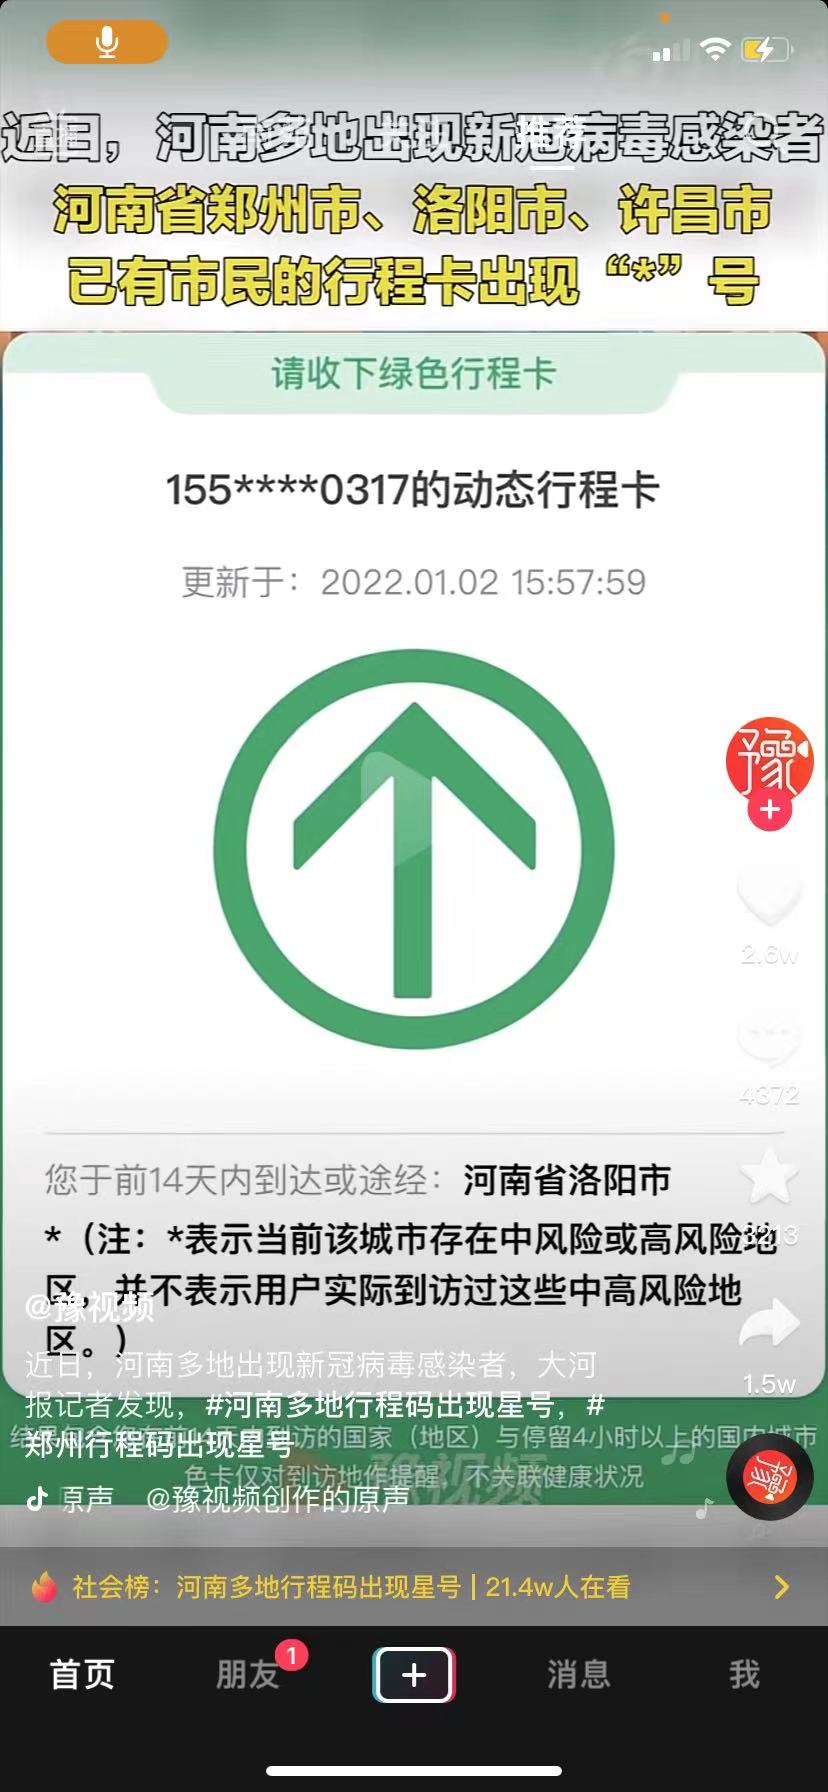 推荐
近日，河南多地出现新冠病毒感染者
河南省郑州市、洛阳市、许昌市
已有市民的行程卡出现“*”号
请收下绿色行程卡
155****0317的动态行程卡
更新于：2022.01.02 15:57:59
豫
2.6w
4372
您于前14天内到达或途经：河南省洛阳市
*（注：*表示当前该城市存在中风险或高风险地
3213
区，并不表示用户实际到访过这些中高风险地
区。）
@豫视频
1.5w
近日，河南多地出现新冠病毒感染者，大河
报记者发现，#河南多地行程码出现星号，#
郑州行程码出现星号
到访的国家（地区）与停留4小时以上的国内城市
色卡仅对到访地作提醒，不关联健康状况
豫视频
原声 @豫视频创作的原声
豫
社会榜：河南多地行程码出现星号 | 21.4w人在看
首页
朋友
1
消息
我